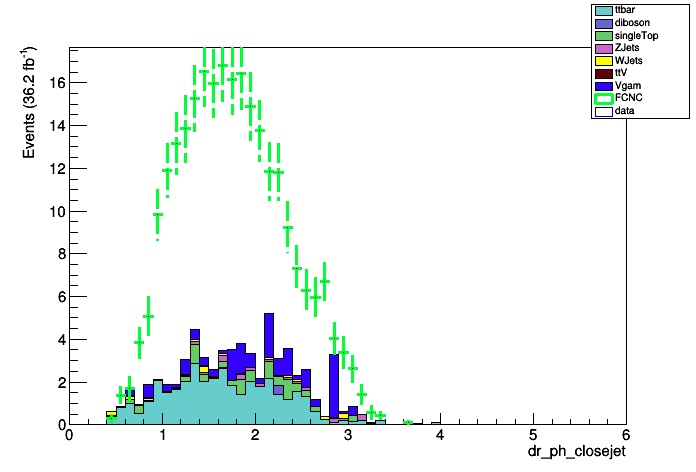 ttbar
diboson
singleTop
ZJets
WJets
ttV
Vgam
FCNC
data
Events (36.2 fb⁻¹)
16
14
12
10
8
6
4
2
0
0 1 2 3 4 5 6
dr_ph_closejet